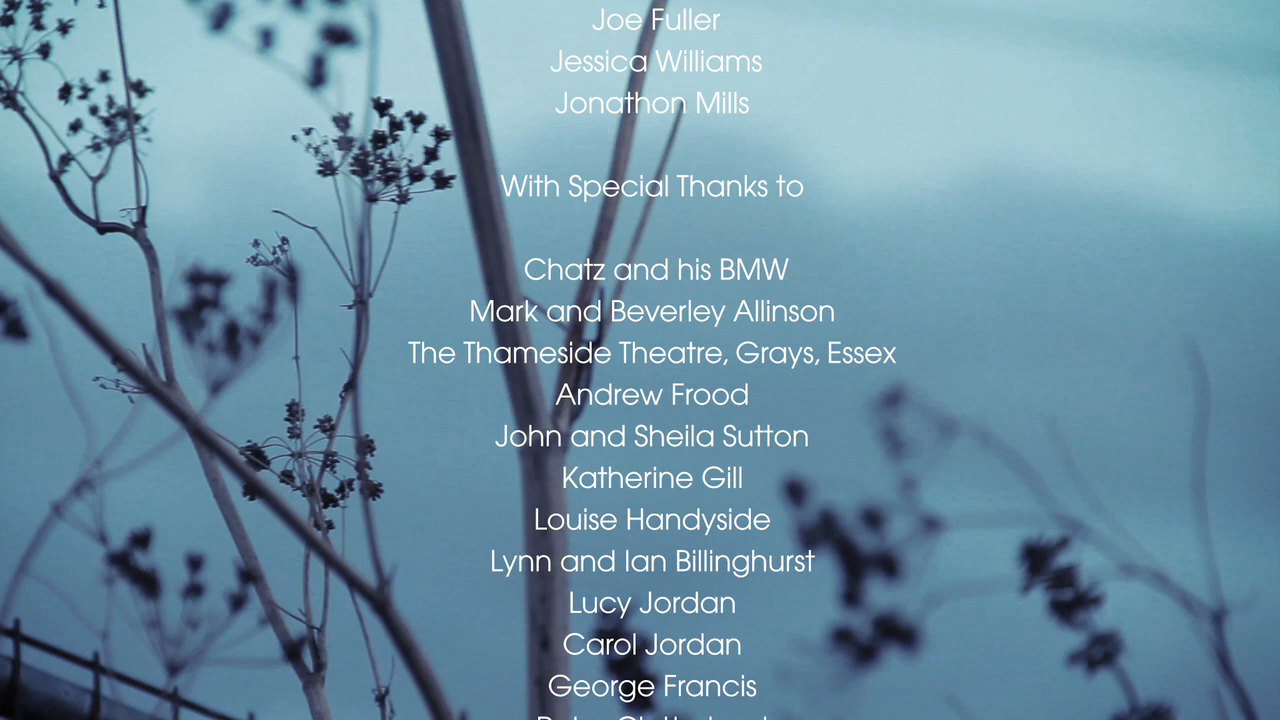 Joe Fuller
Jessica Williams
Jonathon Mills
With Special Thanks to
Chatz and his BMW
Mark and Beverley Allinson
The Thameside Theatre, Grays, Essex
Andrew Frood
John and Sheila Sutton
Katherine Gill
Louise Handyside
Lynn and Ian Billinghurst
Lucy Jordan
Carol Jordan
George Francis